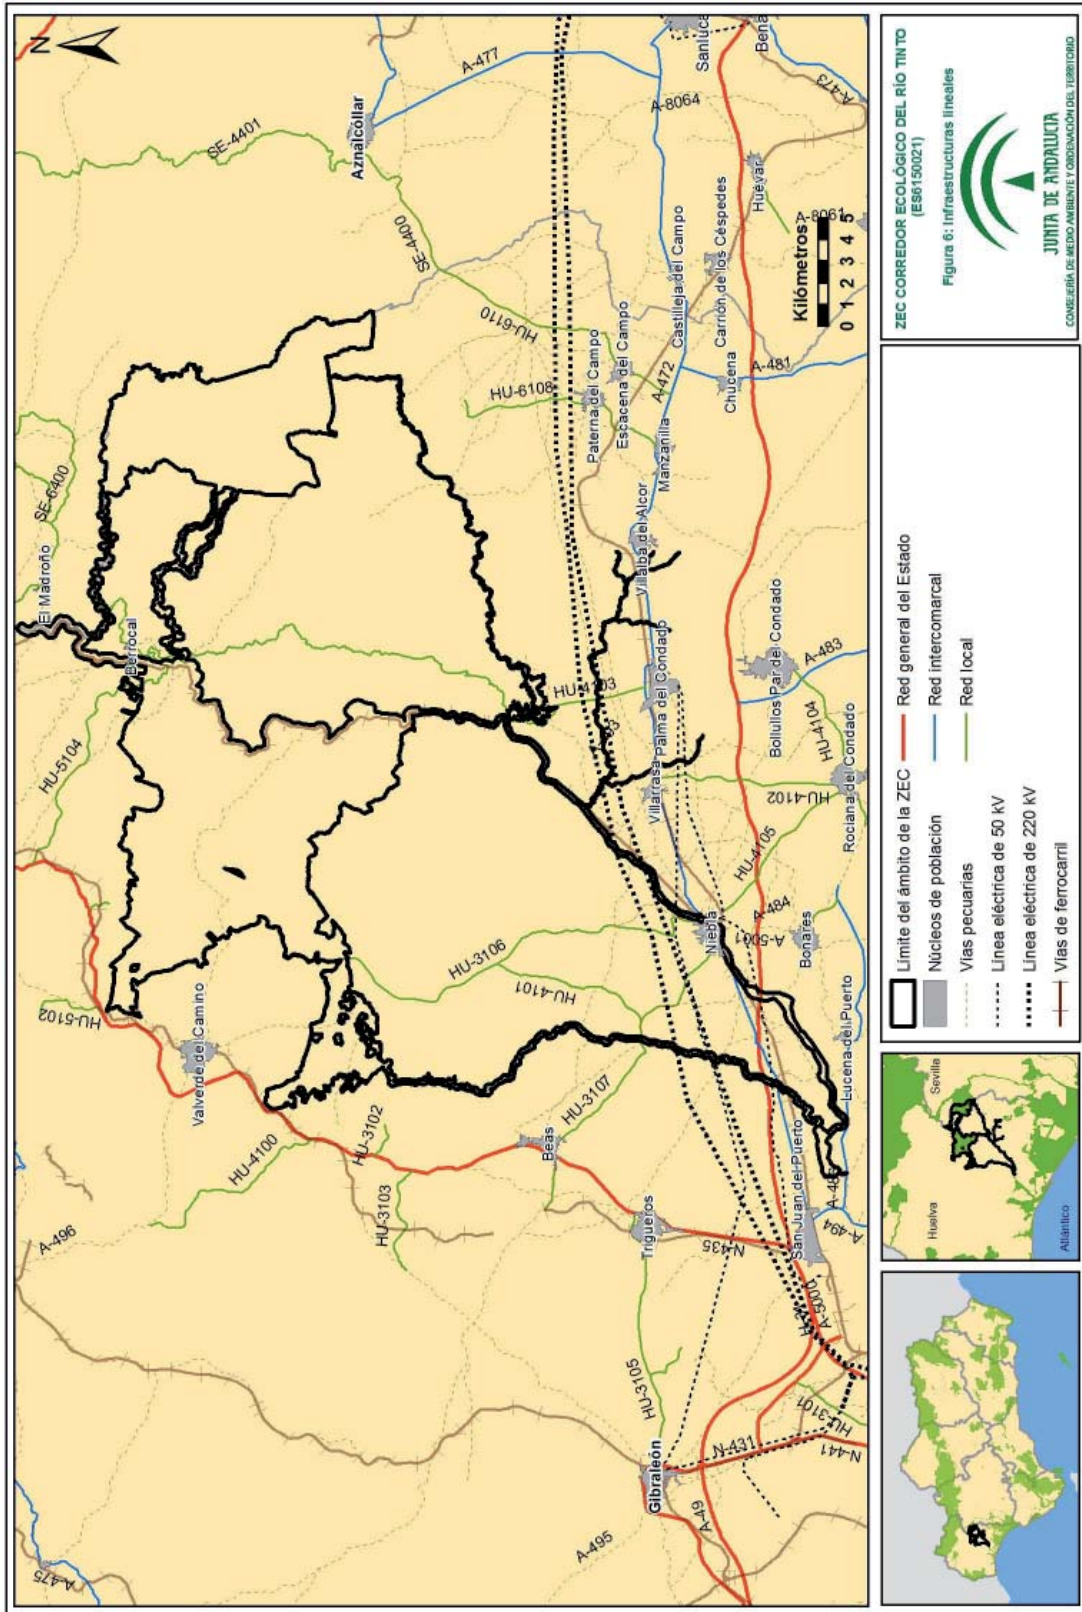 N
A-477
SE-4401
Aznalcóllar
A-8064
Sanlúca
Bena
A-473
SE-4400
HU-6110
Huévar
A-8061
Castilleja del Campo
Carrión de los Céspedes
Kilómetros
0 1 2 3 4 5
HU-6108
Paterna del Campo
Escacena del Campo
A-472
Chucena
A-481
Manzanilla
SE-6400
El Madroño
Berrocal
Villalba del Alcor
HU-5104
HU-4103
Palma del Condado
Villarrasa
Bollullos Par del Condado
A-483
HU-4104
HU-4102
Rociana del Condado
HU-4105
A-484
Niebla
A-5001
Bonares
HU-3106
HU-4101
HU-5102
Valverde del Camino
Lucena del Puerto
HU-4100
HU-3102
HU-3107
Beas
HU-3103
A-496
Trigueros
N-435
San Juan del Puerto
A-494
A-5000
HU-3105
HU-3101
N-431
N-441
Gibraleón
A-49
A-495
A-475
ZEC CORREDOR ECOLÓGICO DEL RÍO TINTO
(ES6150021)
Figura 6: Infraestructuras lineales
JUNTA DE ANDALUCIA
CONSEJERÍA DE MEDIO AMBIENTE Y ORDENACIÓN DEL TERRITORIO
Límite del ámbito de la ZEC
Núcleos de población
Vías pecuarias
Línea eléctrica de 50 kV
Línea eléctrica de 220 kV
Vías de ferrocarril
Red general del Estado
Red intercomarcal
Red local
Huelva
Sevilla
Atlántico